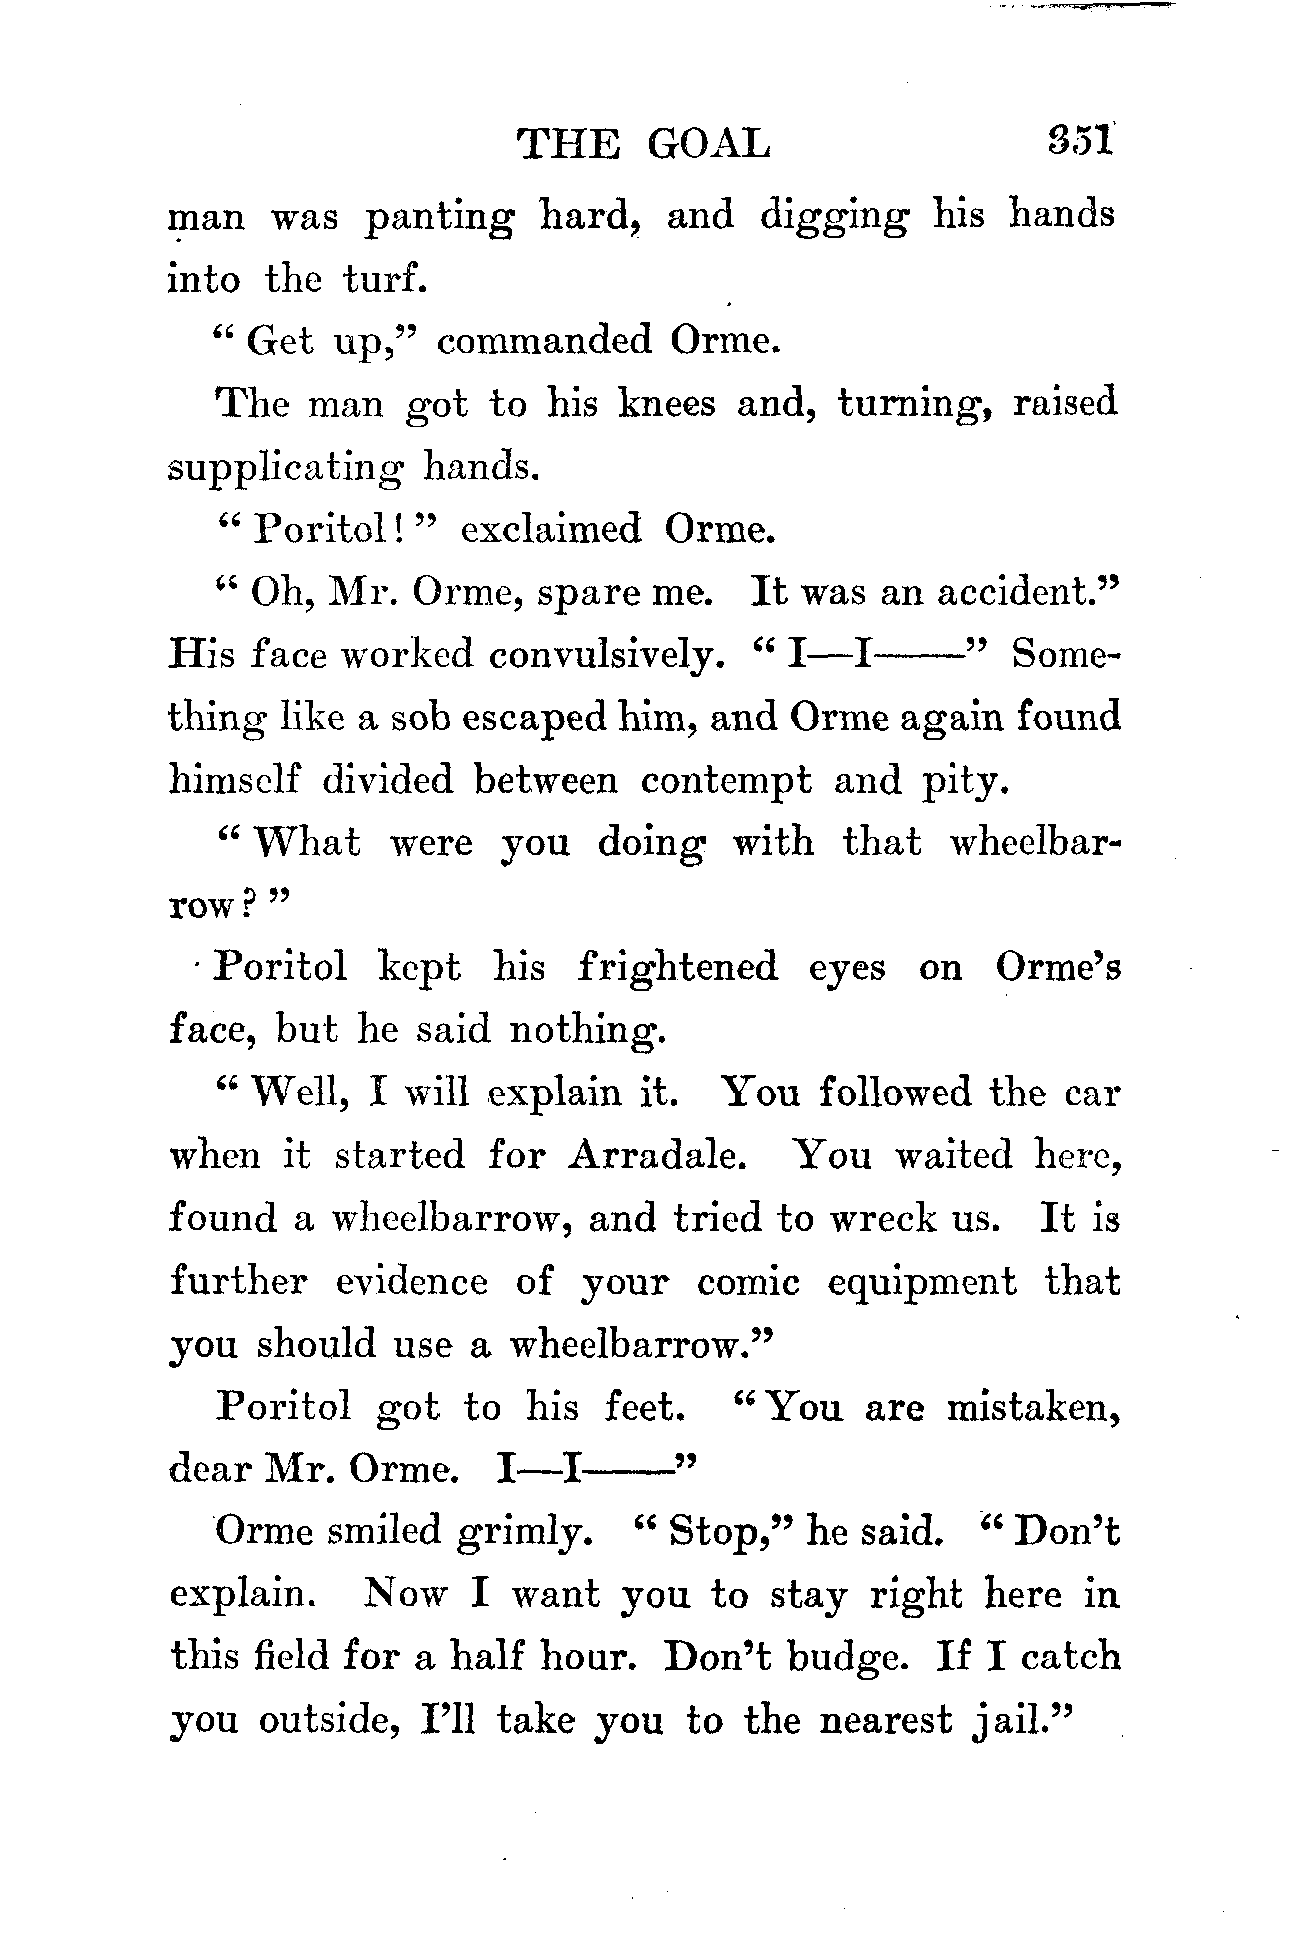 THE GOAL 351
man was panting hard, and digging his hands
into the turf.
“ Get up,” commanded Orme.
The man got to his knees and, turning, raised
supplicating hands.
“ Poritol! ” exclaimed Orme.
“ Oh, Mr. Orme, spare me. It was an accident.”
His face worked convulsively. “ I—I——” Some-
thing like a sob escaped him, and Orme again found
himself divided between contempt and pity.
“ What were you doing with that wheelbar-
row? ”
Poritol kept his frightened eyes on Orme’s
face, but he said nothing.
“ Well, I will explain it. You followed the car
when it started for Arradale. You waited here,
found a wheelbarrow, and tried to wreck us. It is
further evidence of your comic equipment that
you should use a wheelbarrow.”
Poritol got to his feet. “ You are mistaken,
dear Mr. Orme. I—I——”
Orme smiled grimly. “ Stop,” he said. “ Don’t
explain. Now I want you to stay right here in
this field for a half hour. Don’t budge. If I catch
you outside, I’ll take you to the nearest jail.”